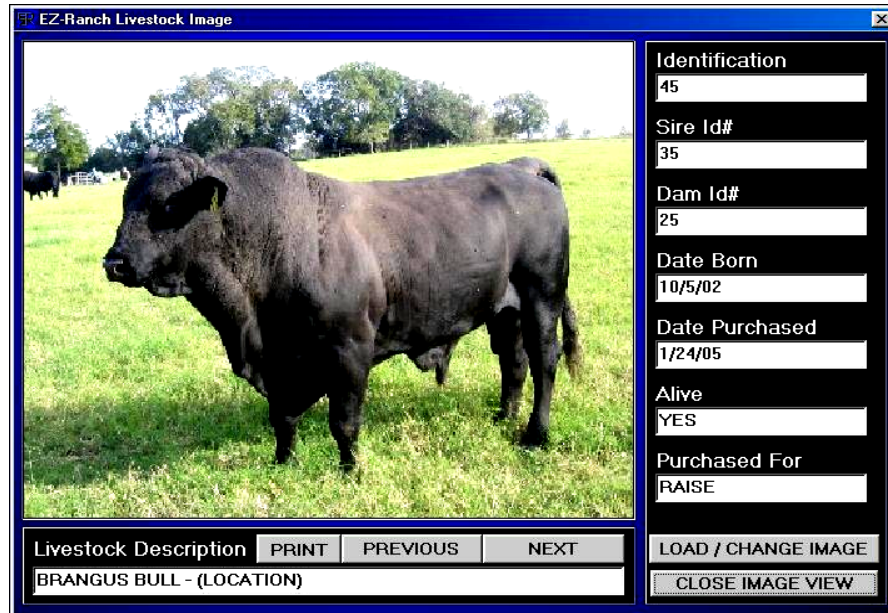 EZ-Ranch Livestock Image
Identification
45
Sire Id#
35
Dam Id#
25
Date Born
10/5/02
Date Purchased
1/24/05
Alive
YES
Purchased For
RAISE
Livestock Description PRINT PREVIOUS NEXT
BRANGUS BULL - (LOCATION)
LOAD / CHANGE IMAGE
CLOSE IMAGE VIEW